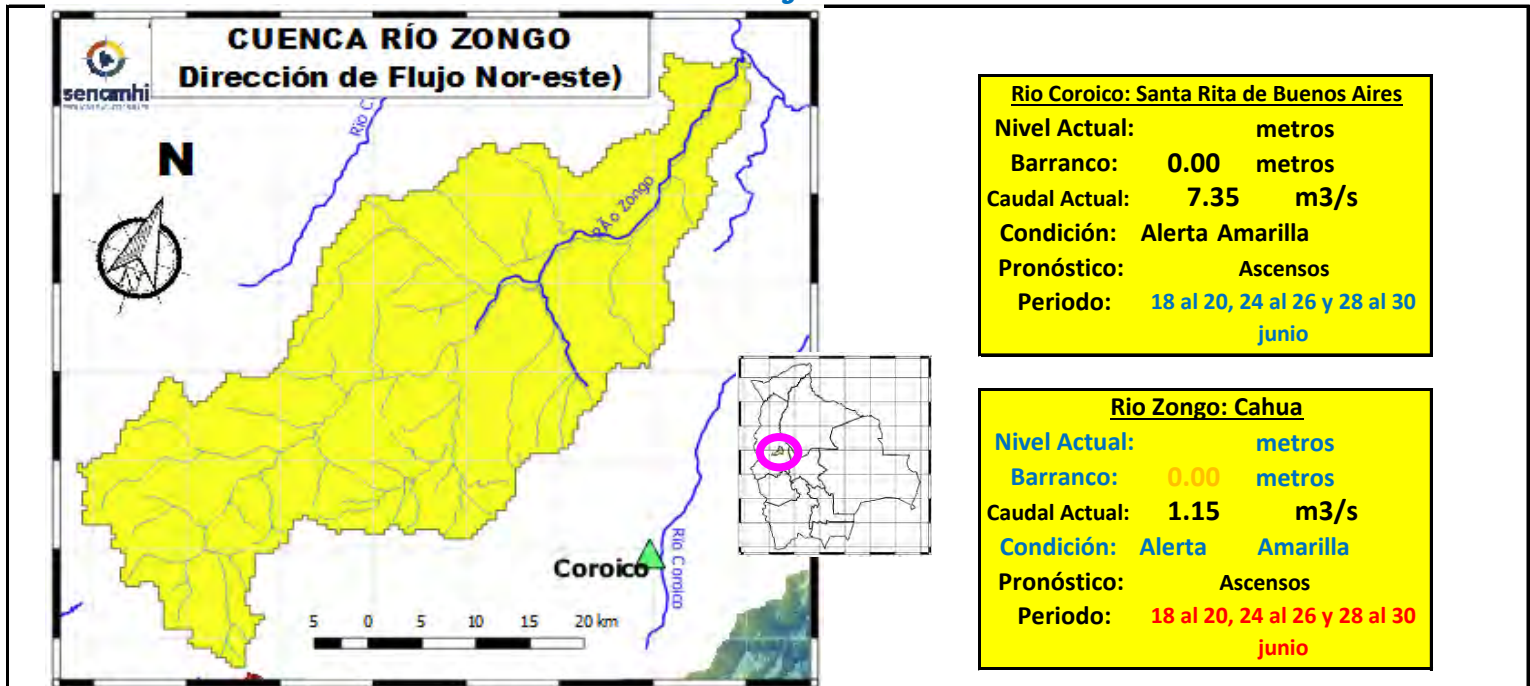 CUENCA RÍO ZONGO
Dirección de Flujo Nor-este)
senamhi
Río C
N
RÃ­o Zongo
Coroico
Río Coroico
5 0 5 10 15 20 km
Rio Coroico: Santa Rita de Buenos Aires
Nivel Actual: metros
Barranco: 0.00 metros
Caudal Actual: 7.35 m3/s
Condición: Alerta Amarilla
Pronóstico: Ascensos
Periodo: 18 al 20, 24 al 26 y 28 al 30
junio
Rio Zongo: Cahua
Nivel Actual: metros
Barranco: 0.00 metros
Caudal Actual: 1.15 m3/s
Condición: Alerta Amarilla
Pronóstico: Ascensos
Periodo: 18 al 20, 24 al 26 y 28 al 30
junio